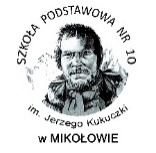 SZKOŁA PODSTAWOWA NR 10
im. Jerzego Kukuczki
w MIKOŁOWIE